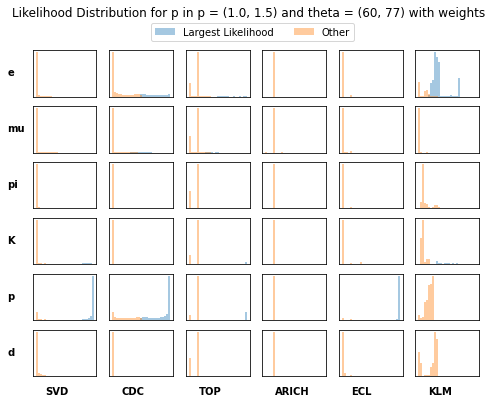 Likelihood Distribution for p in p = (1.0, 1.5) and theta = (60, 77) with weights
Largest Likelihood Other
e
mu
pi
K
p
d
SVD CDC TOP ARICH ECL KLM